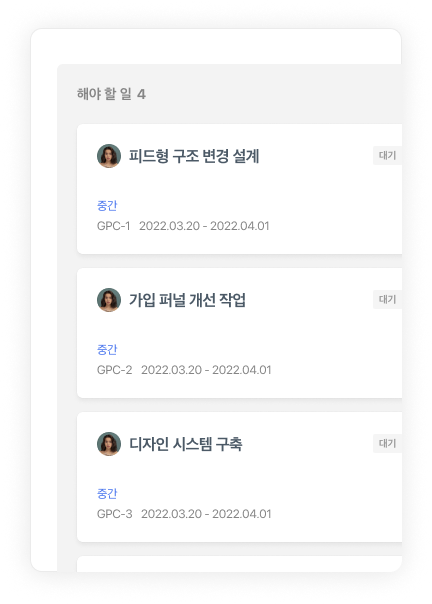 해야 할 일 4
피드형 구조 변경 설계 대기
중간
GPC-1 2022.03.20 - 2022.04.01
가입 퍼널 개선 작업 대기
중간
GPC-2 2022.03.20 - 2022.04.01
디자인 시스템 구축 대기
중간
GPC-3 2022.03.20 - 2022.04.01